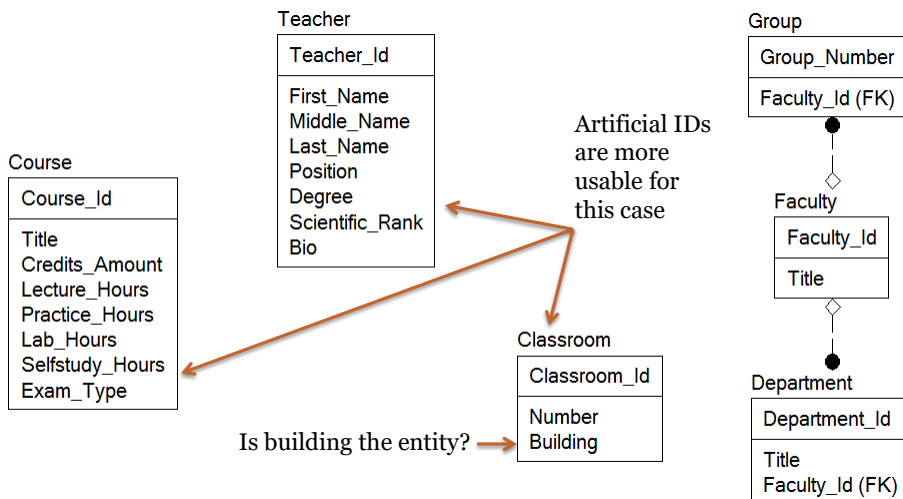 Teacher
Teacher_Id
First_Name
Middle_Name
Last_Name
Position
Degree
Scientific_Rank
Bio
Course
Course_Id
Title
Credits_Amount
Lecture_Hours
Practice_Hours
Lab_Hours
Selfstudy_Hours
Exam_Type
Artificial IDs
are more
usable for
this case
Classroom
Classroom_Id
Number
Building
Is building the entity?
Group
Group_Number
Faculty_Id (FK)
Faculty
Faculty_Id
Title
Department
Department_Id
Title
Faculty_Id (FK)